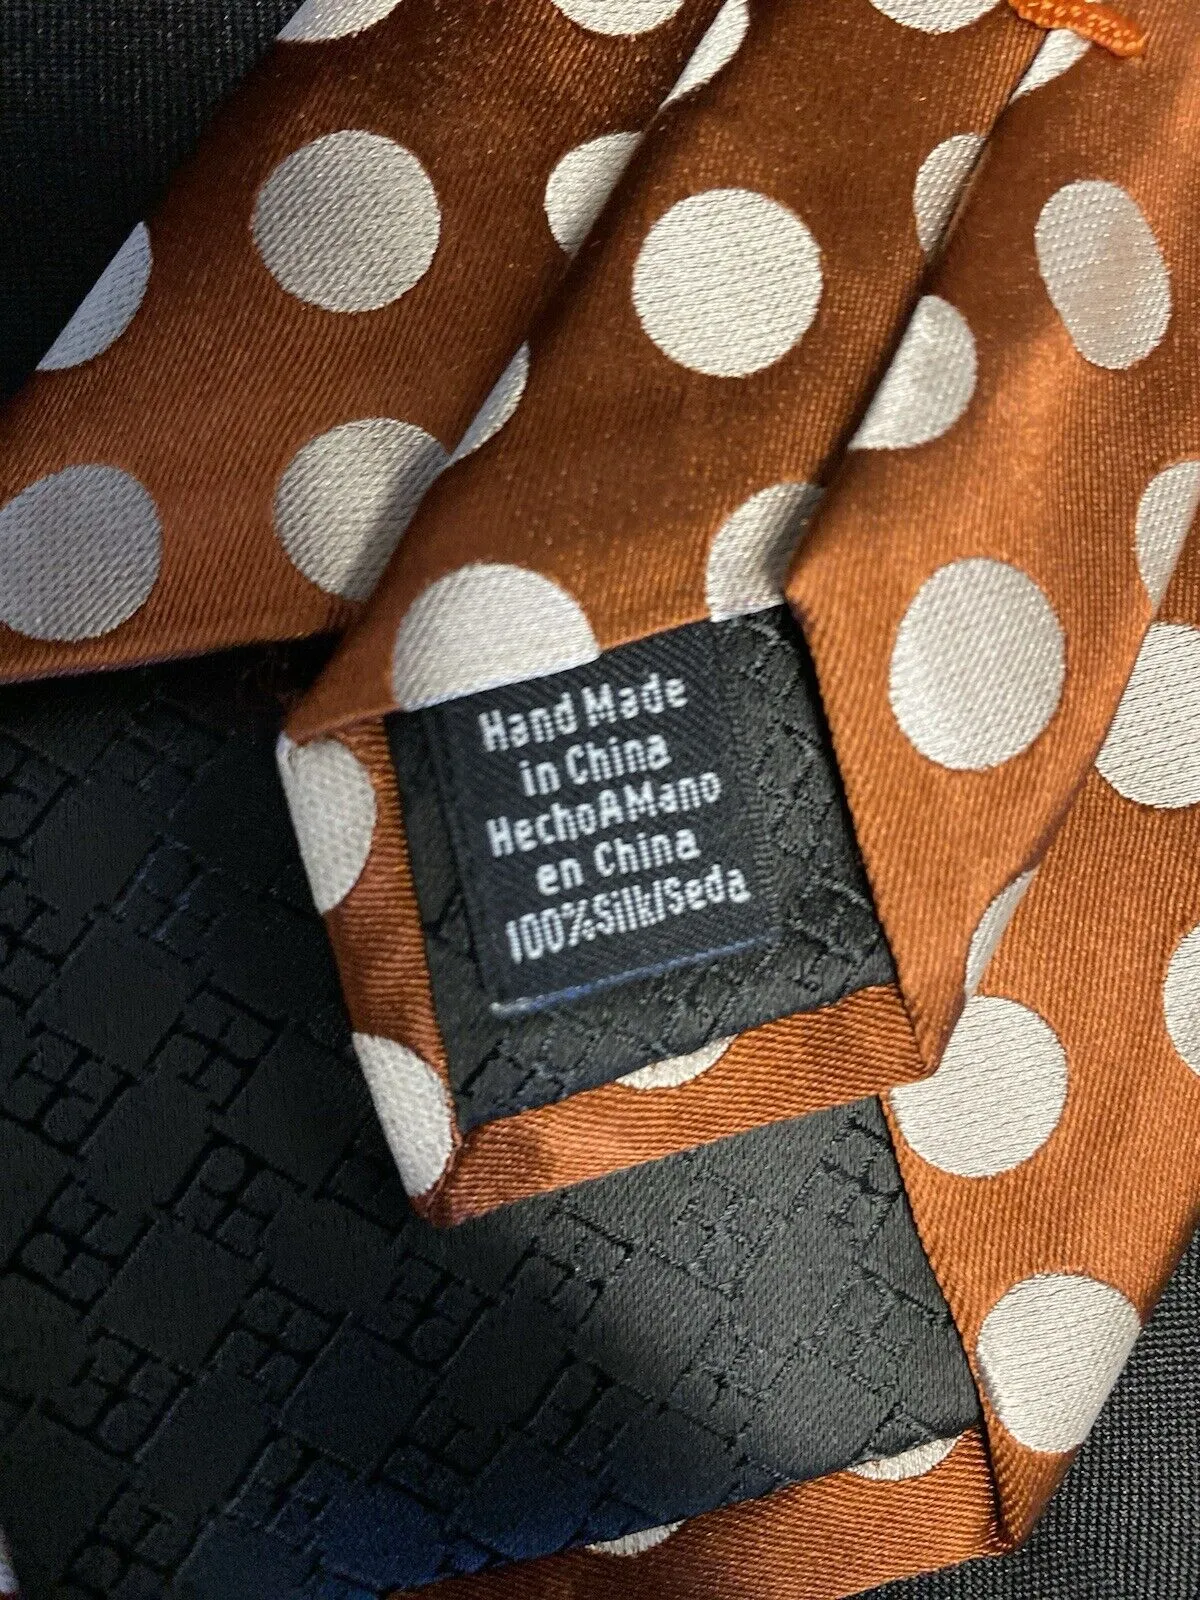 Hand Made
in China
HechoAMano
en China
100%Silk/Seda